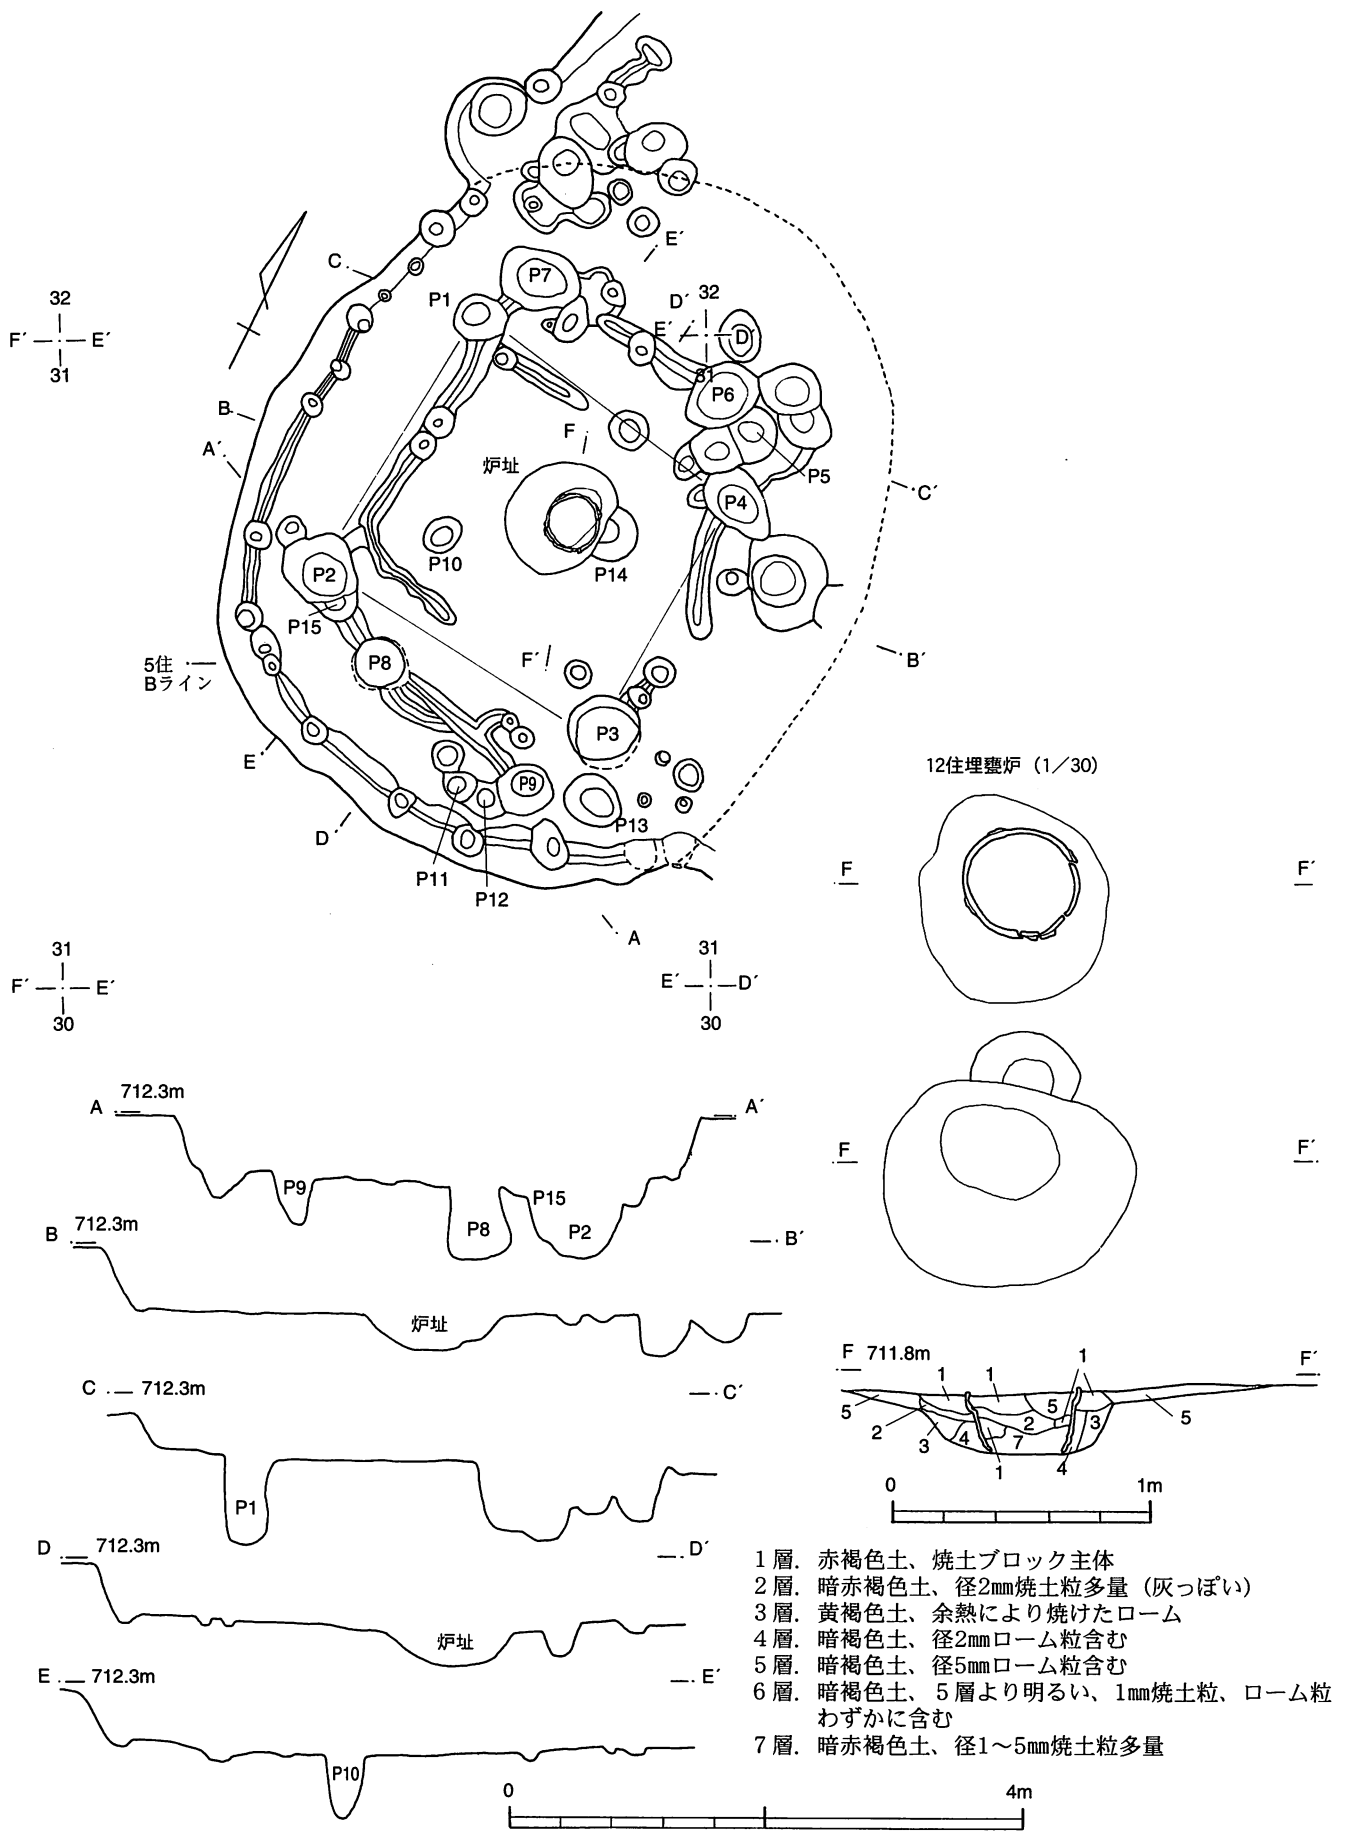 E´
C
P7
P1
D´ 32
32
E´ D´
F´ E´
31
31
P6
B
F
A´
炉址
P5
P4
C´
P10
P2
P14
P15
F´
P8
B´
5住
Bライン
P3
E
12住埋甕炉（1／30）
P9
D
P13
F F´
P11
P12
A
31
31
F´ E´
E´ D´
30
30
712.3m
A A´
F F´
P9
P15
P8
P2
712.3m
B B´
炉址
F 711.8m F´
1
1 1
5 5 5
2 2 3
3 4 7
1 4
C 712.3m C´
P1
0 1m
D 712.3m D´
炉址
E 712.3m E´
P10
1層．赤褐色土、焼土ブロック主体
2層．暗赤褐色土、径2㎜焼土粒多量（灰っぽい）
3層．黄褐色土、余熱により焼けたローム
4層．暗褐色土、径2㎜ローム粒含む
5層．暗褐色土、径5㎜ローム粒含む
6層．暗褐色土、５層より明るい、1㎜焼土粒、ローム粒
わずかに含む
7層．暗赤褐色土、径1〜5㎜焼土粒多量
0 4m